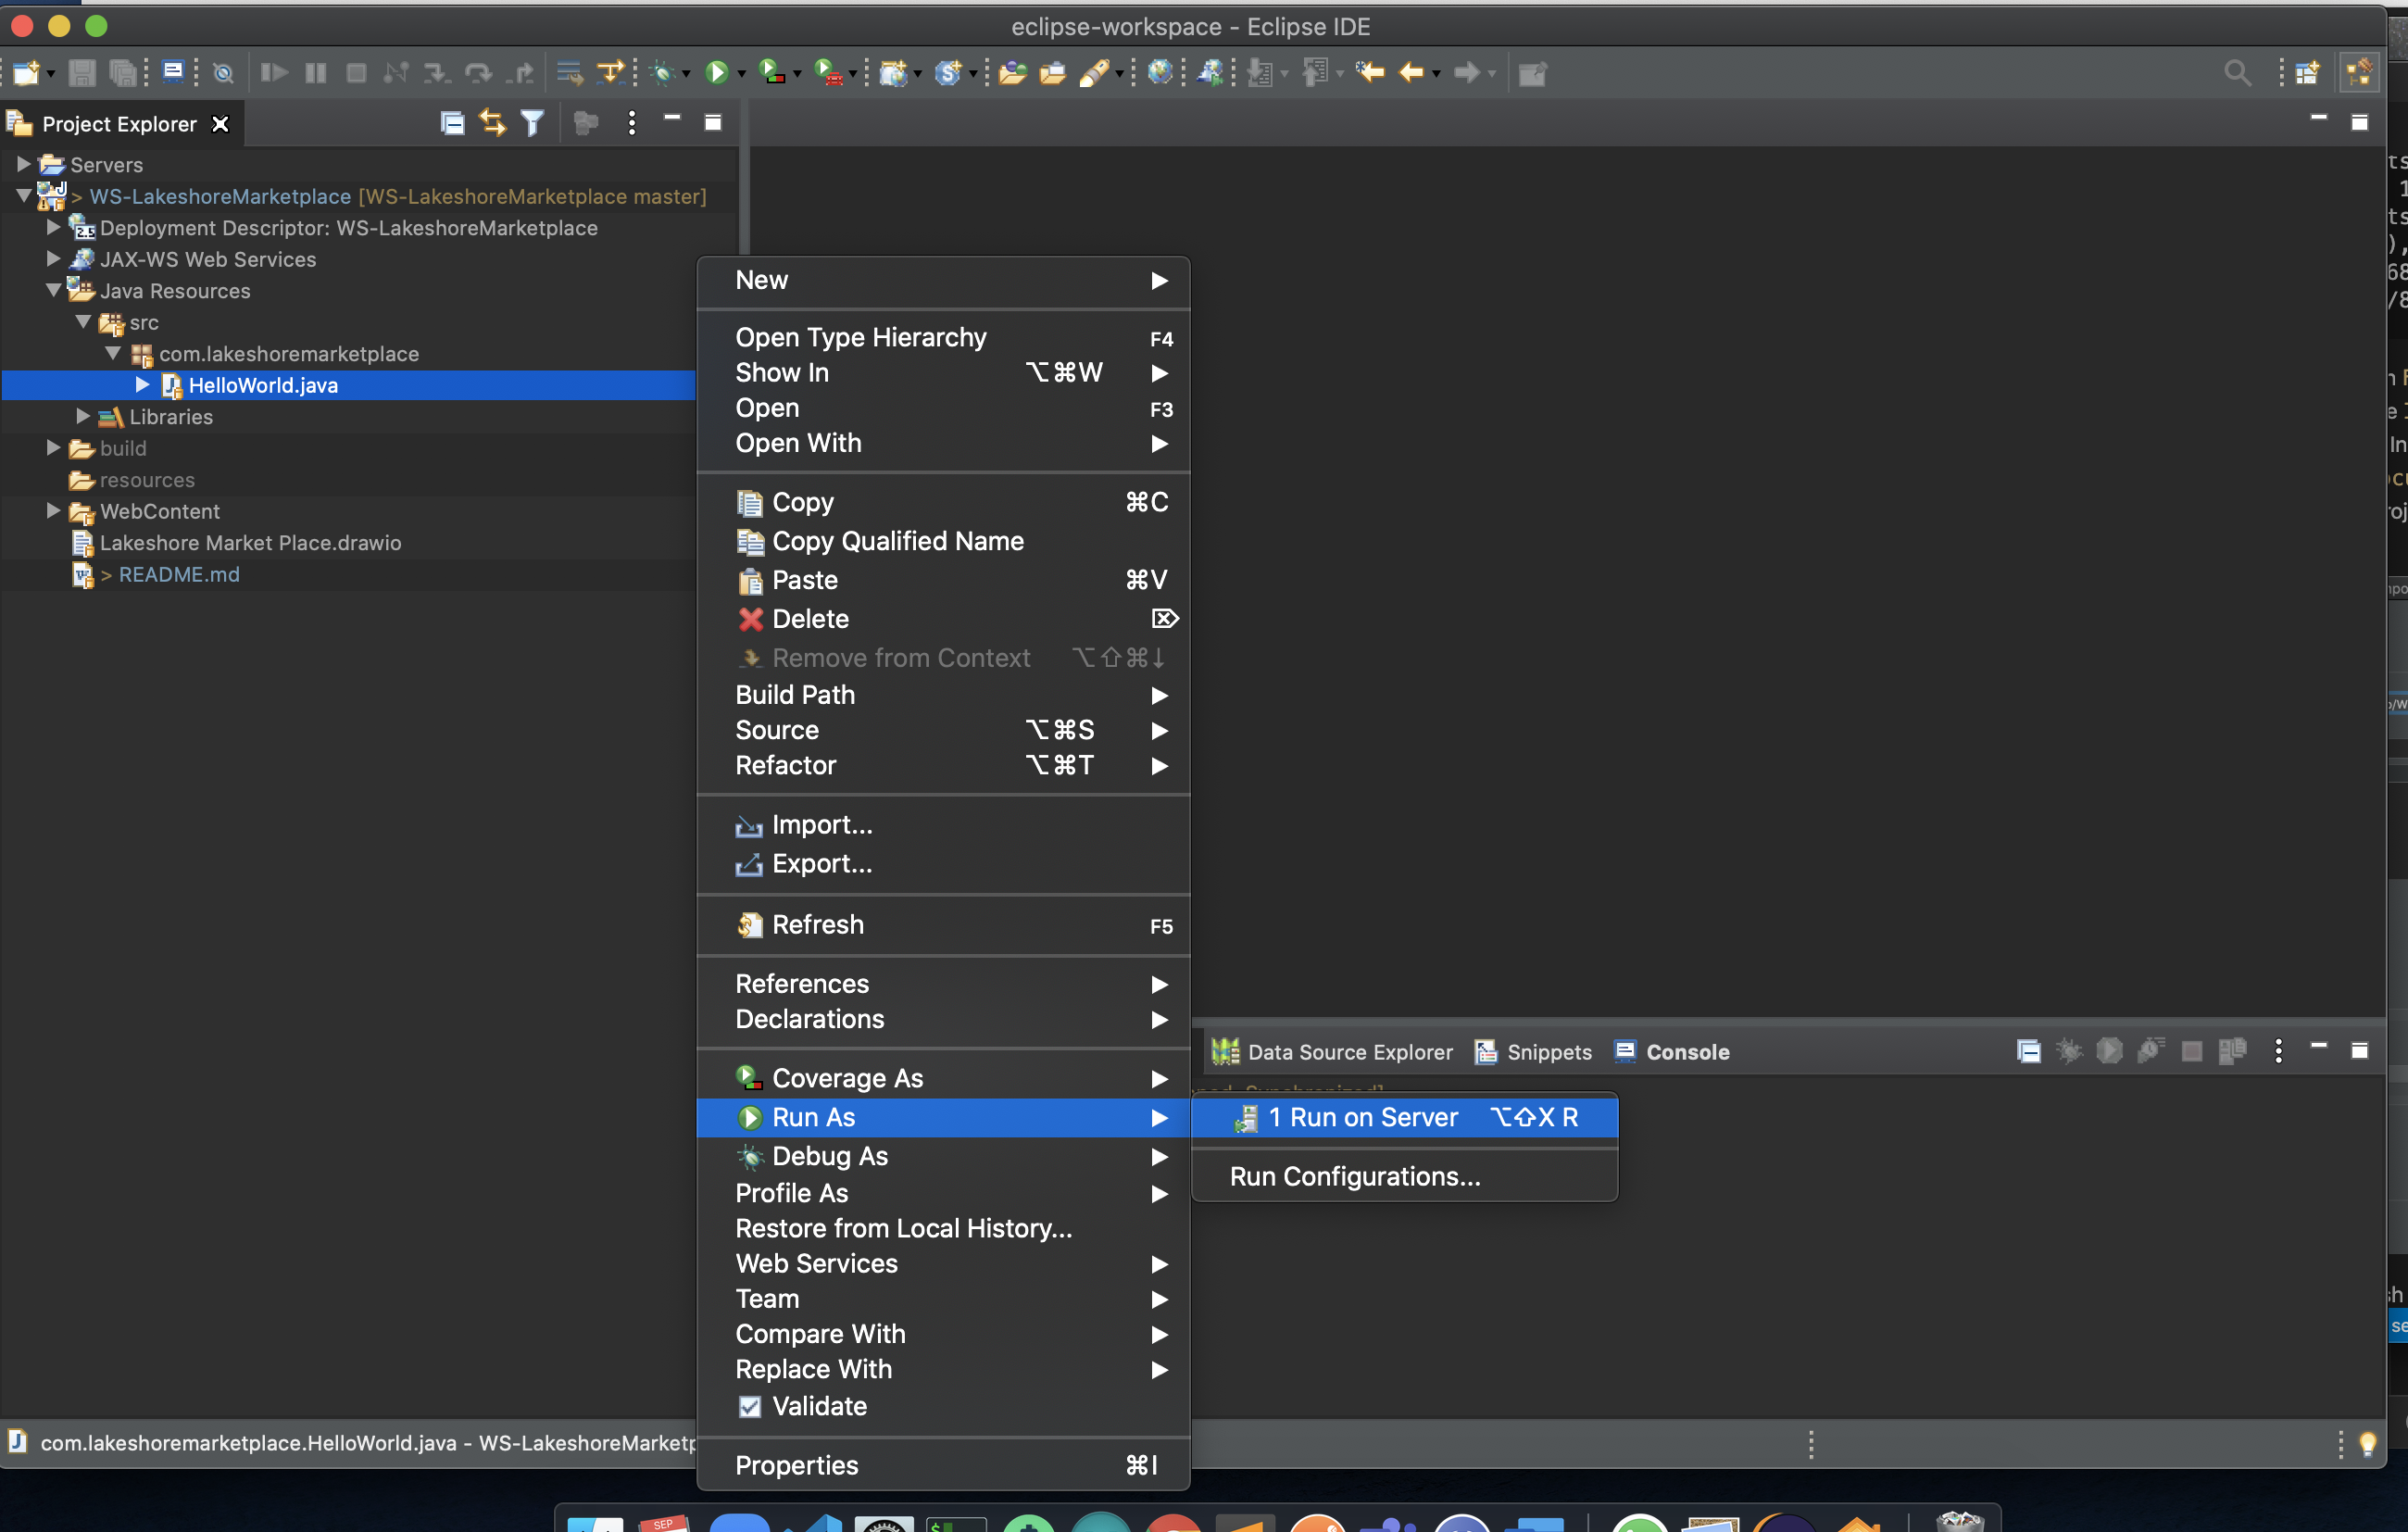 eclipse-workspace - Eclipse IDE
Project Explorer
Servers
> WS-LakeshoreMarketplace [WS-LakeshoreMarketplace master]
2.5 Deployment Descriptor: WS-LakeshoreMarketplace
JAX-WS Web Services
Java Resources
src
com.lakeshoremarketplace
HelloWorld.java
Libraries
build
resources
WebContent
Lakeshore Market Place.drawio
> README.md
New
Open Type Hierarchy F4
Show In ⌥⌘W
Open F3
Open With
Copy ⌘C
Copy Qualified Name
Paste ⌘V
Delete ⌦
Remove from Context ⌥⇧⌘↓
Build Path
Source ⌥⌘S
Refactor ⌥⌘T
Import...
Export...
Refresh F5
References
Declarations
Coverage As
Run As
Debug As
Profile As
Restore from Local History...
Web Services
Team
Compare With
Replace With
Validate
Properties ⌘I
1 Run on Server ⌥⇧X R
Run Configurations...
Data Source Explorer
Snippets
Console
Synchronized]
com.lakeshoremarketplace.HelloWorld.java - WS-LakeshoreMarketp
SEP